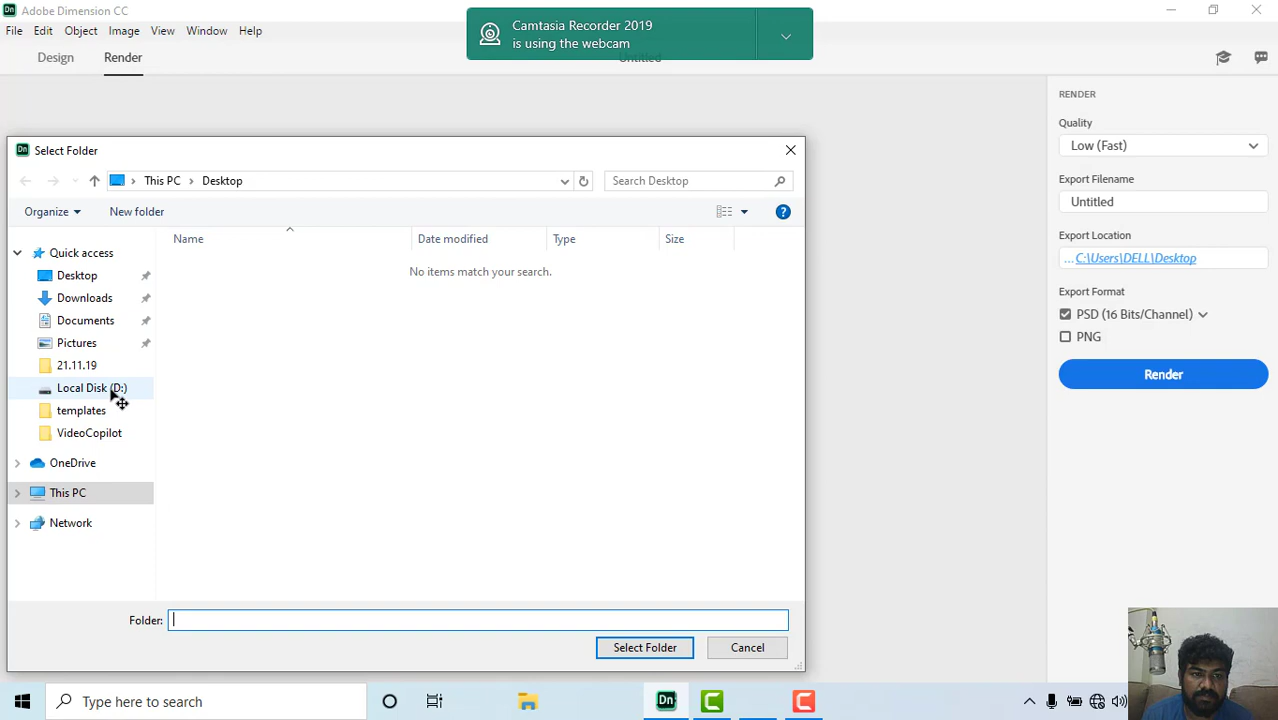 Dn Adobe Dimension CC
File Edit Object Image View Window Help
Design Render
Camtasia Recorder 2019
is using the webcam
Untitled
RENDER
Quality
Low (Fast)
Export Filename
Untitled
Export Location
...C:\Users\DELL\Desktop
Export Format
PSD (16 Bits/Channel)
PNG
Render
Dn Select Folder
This PC Desktop
Search Desktop
Organize New folder
Name Date modified Type Size
No items match your search.
Quick access
Desktop
Downloads
Documents
Pictures
21.11.19
Local Disk (D:)
templates
VideoCopilot
OneDrive
This PC
Network
Folder:
Select Folder Cancel
Type here to search
Dn